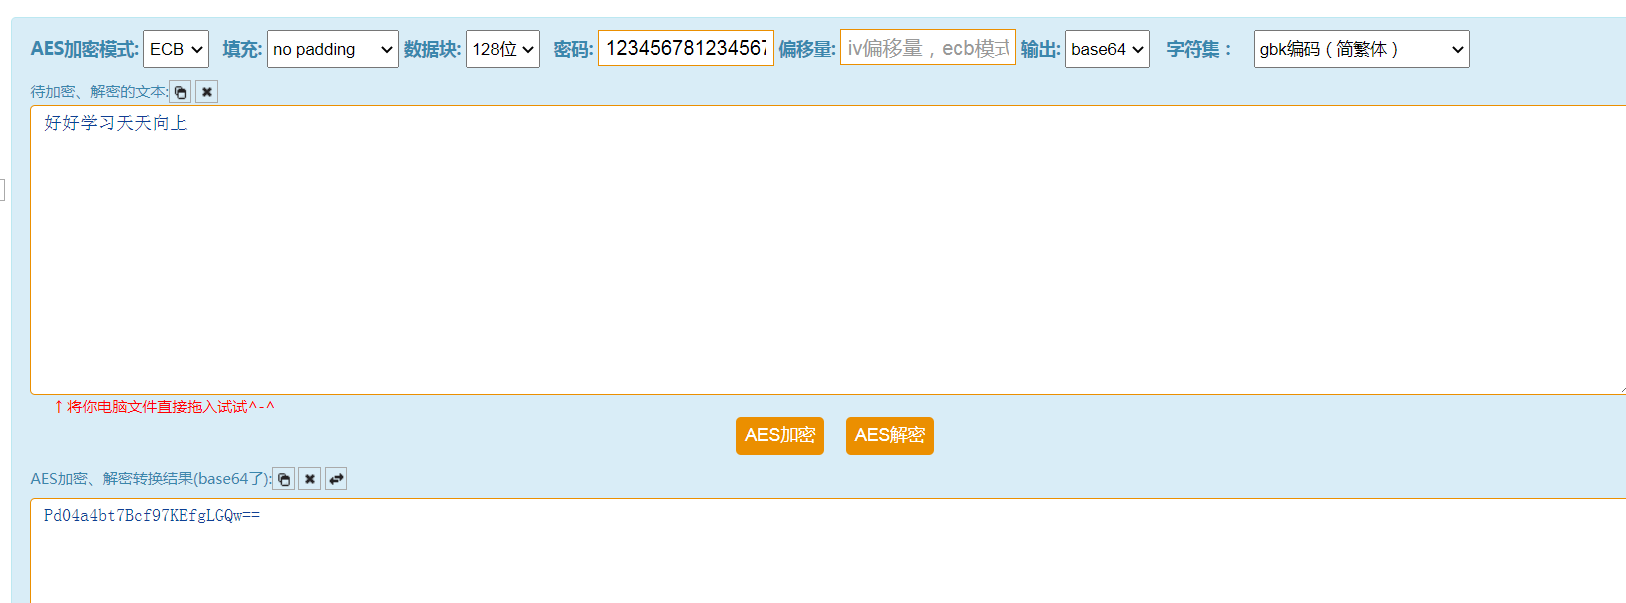 AES加密模式: ECB 填充: no padding 数据块: 128位 密码: 123456781234567 偏移量: iv偏移量，ecb模式 输出: base64 字符集： gbk编码（简繁体）
待加密、解密的文本:
好好学习天天向上
↑将你电脑文件直接拖入试试^-^
AES加密 AES解密
AES加密、解密转换结果(base64了):
Pd04a4bt7Bcf97KEfgLGQw==